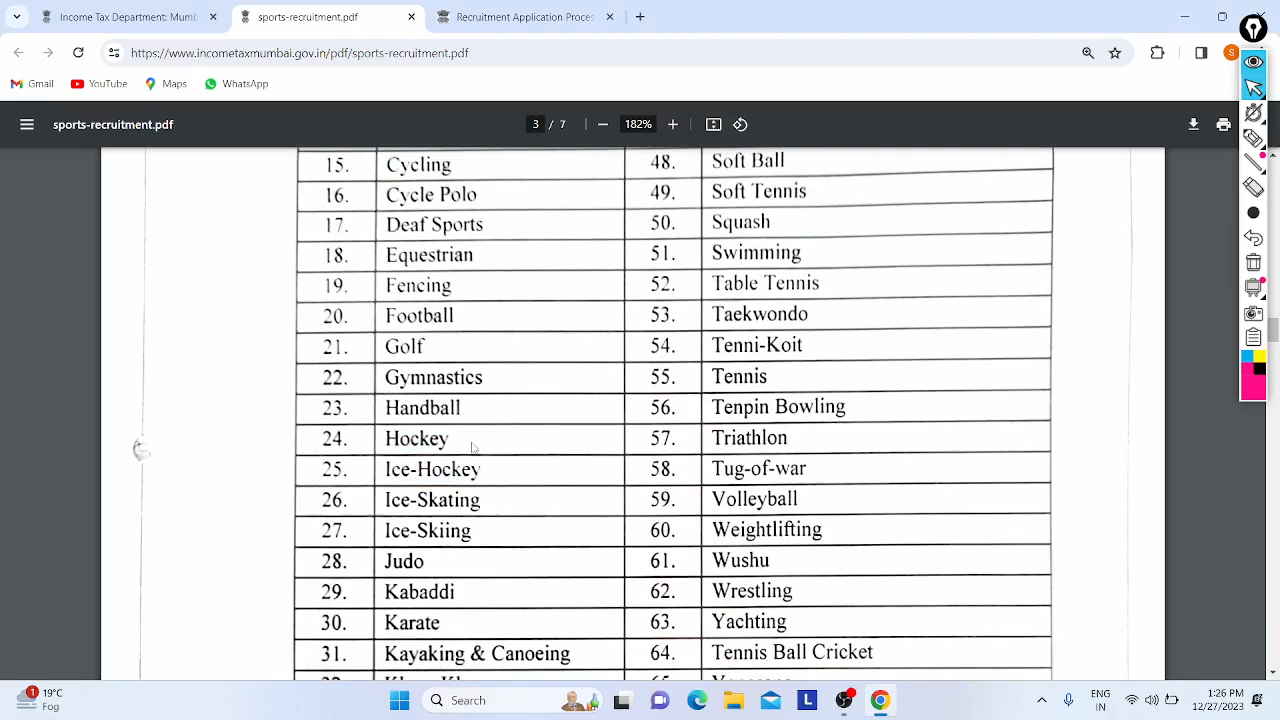 Income Tax Department: Mumb
sports-recruitment.pdf
Recruitment Application Proces
https://www.incometaxmumbai.gov.in/pdf/sports-recruitment.pdf
S
Gmail
YouTube
Maps
WhatsApp
sports-recruitment.pdf
3 / 7
182%
15. Cycling 48. Soft Ball
16. Cycle Polo 49. Soft Tennis
17. Deaf Sports 50. Squash
18. Equestrian 51. Swimming
19. Fencing 52. Table Tennis
20. Football 53. Taekwondo
21. Golf 54. Tenni-Koit
22. Gymnastics 55. Tennis
23. Handball 56. Tenpin Bowling
24. Hockey 57. Triathlon
25. Ice-Hockey 58. Tug-of-war
26. Ice-Skating 59. Volleyball
27. Ice-Skiing 60. Weightlifting
28. Judo 61. Wushu
29. Kabaddi 62. Wrestling
30. Karate 63. Yachting
31. Kayaking & Canoeing 64. Tennis Ball Cricket
1
19°C
Fog
Search
L
ENG
IN
1:26 PM
12/27/2023